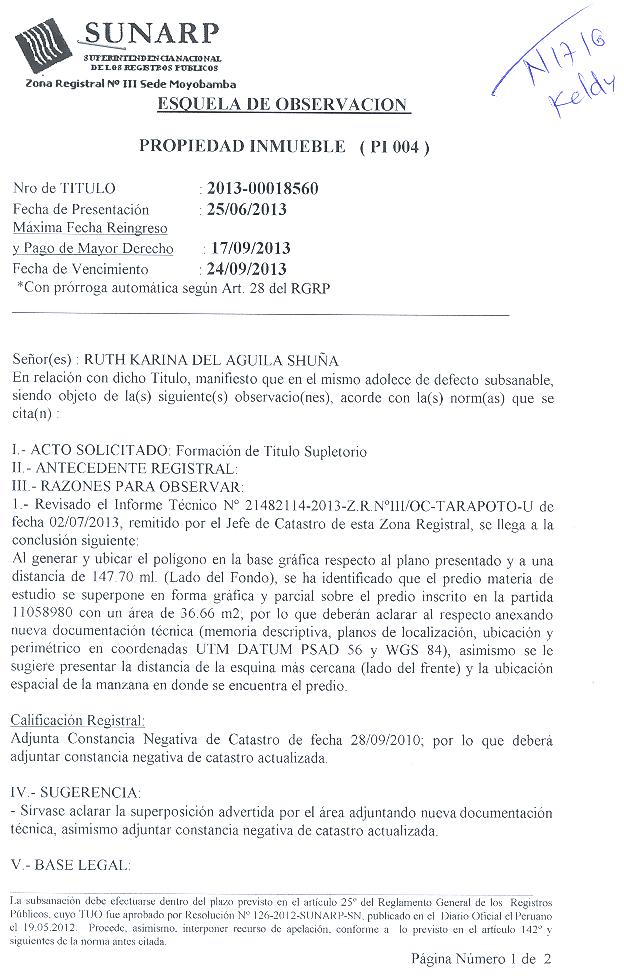 SUNARP
SUPERINTENDENCIA NACIONAL
DE LOS REGISTROS PUBLICOS
Zona Registral Nº III Sede Moyobamba
N1716
Keldy
ESQUELA DE OBSERVACION
PROPIEDAD INMUEBLE ( PI 004 )
Nro de TITULO : 2013-00018560
Fecha de Presentación : 25/06/2013
Máxima Fecha Reingreso
y Pago de Mayor Derecho : 17/09/2013
Fecha de Vencimiento : 24/09/2013
*Con prórroga automática según Art. 28 del RGRP
Señor(es) : RUTH KARINA DEL AGUILA SHUÑA
En relación con dicho Titulo, manifiesto que en el mismo adolece de defecto subsanable,
siendo objeto de la(s) siguiente(s) observacio(nes), acorde con la(s) norm(as) que se
cita(n) :
I.- ACTO SOLICITADO: Formación de Titulo Supletorio
II.- ANTECEDENTE REGISTRAL:
III.- RAZONES PARA OBSERVAR:
1.- Revisado el Informe Técnico Nº 21482114-2013-Z.R.NºIII/OC-TARAPOTO-U de
fecha 02/07/2013, remitido por el Jefe de Catastro de esta Zona Registral, se llega a la
conclusión siguiente:
Al generar y ubicar el polígono en la base gráfica respecto al plano presentado y a una
distancia de 147.70 ml. (Lado del Fondo), se ha identificado que el predio materia de
estudio se superpone en forma gráfica y parcial sobre el predio inscrito en la partida
11058980 con un área de 36.66 m2; por lo que deberán aclarar al respecto anexando
nueva documentación técnica (memoria descriptiva, planos de localización, ubicación y
perimétrico en coordenadas UTM DATUM PSAD 56 y WGS 84), asimismo se le
sugiere presentar la distancia de la esquina más cercana (lado del frente) y la ubicación
espacial de la manzana en donde se encuentra el predio.
Calificación Registral:
Adjunta Constancia Negativa de Catastro de fecha 28/09/2010; por lo que deberá
adjuntar constancia negativa de catastro actualizada.
IV.- SUGERENCIA:
- Sírvase aclarar la superposición advertida por el área adjuntando nueva documentación
técnica, asimismo adjuntar constancia negativa de catastro actualizada.
V.- BASE LEGAL:
La subsanación debe efectuarse dentro del plazo previsto en el artículo 25º del Reglamento General de los Registros
Públicos, cuyo TUO fue aprobado por Resolución Nº 126-2012-SUNARP-SN, publicado en el Diario Oficial el Peruano
el 19.05.2012. Procede, asimismo, interponer recurso de apelación, conforme a lo previsto en el artículo 142º y
siguientes de la norma antes citada.
Página Número 1 de 2